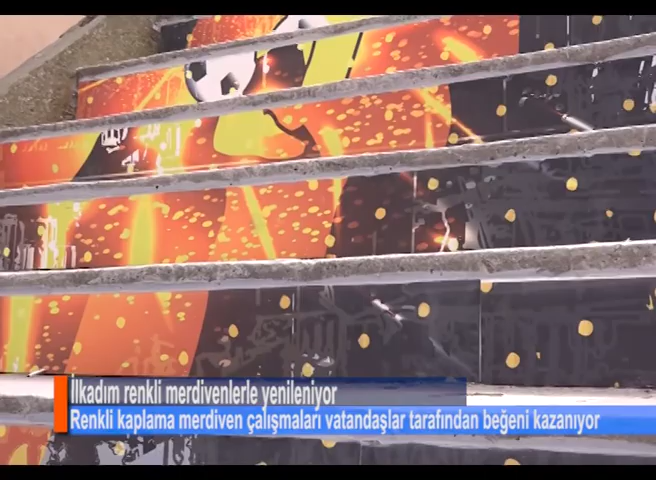 İlkadım renkli merdivenlerle yenileniyor
Renkli kaplama merdiven çalışmaları vatandaşlar tarafından beğeni kazanıyor